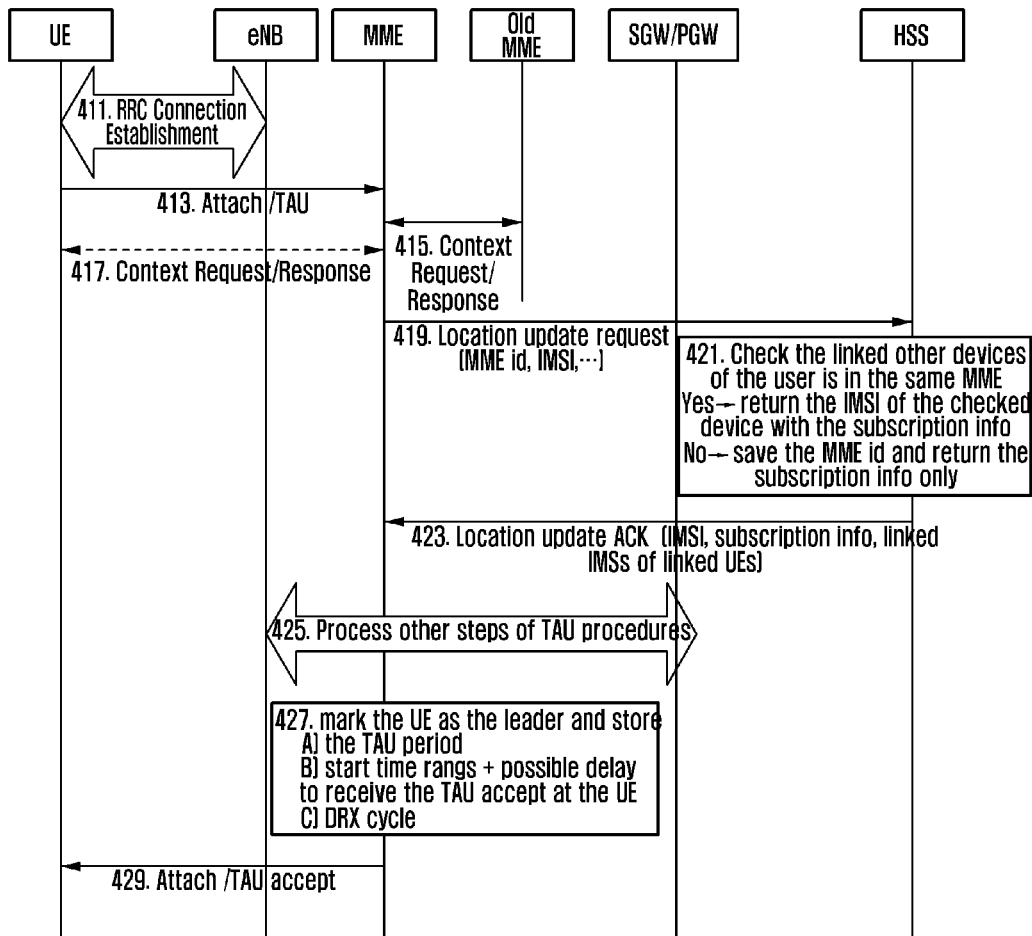 UE
eNB
MME
Old
MME
SGW/PGW
HSS
411. RRC Connection
Establishment
413. Attach /TAU
415. Context
Request/
Response
417. Context Request/Response
419. Location update request
(MME id, IMSI,⋯)
421. Check the linked other devices
of the user is in the same MME
Yes→ return the IMSI of the checked
device with the subscription info
No→ save the MME id and return the
subscription info only
423. Location update ACK (IMSI, subscription info, linked
IMSs of linked UEs)
425. Process other steps of TAU procedures
427. mark the UE as the leader and store
A) the TAU period
B) start time rangs + possible delay
to receive the TAU accept at the UE
C) DRX cycle
429. Attach /TAU accept